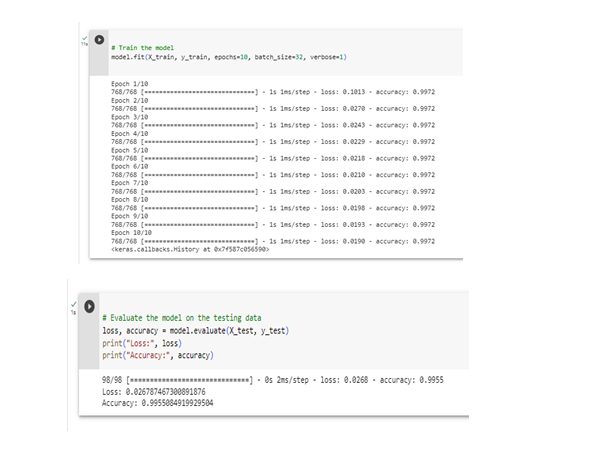 11s
# Train the model
model.fit(X_train, y_train, epochs=10, batch_size=32, verbose=1)
Epoch 1/10
768/768 [==============================] - 1s 1ms/step - loss: 0.1013 - accuracy: 0.9972
Epoch 2/10
768/768 [==============================] - 1s 1ms/step - loss: 0.0270 - accuracy: 0.9972
Epoch 3/10
768/768 [==============================] - 1s 1ms/step - loss: 0.0243 - accuracy: 0.9972
Epoch 4/10
768/768 [==============================] - 1s 1ms/step - loss: 0.0229 - accuracy: 0.9972
Epoch 5/10
768/768 [==============================] - 1s 1ms/step - loss: 0.0218 - accuracy: 0.9972
Epoch 6/10
768/768 [==============================] - 1s 1ms/step - loss: 0.0210 - accuracy: 0.9972
Epoch 7/10
768/768 [==============================] - 1s 1ms/step - loss: 0.0203 - accuracy: 0.9972
Epoch 8/10
768/768 [==============================] - 1s 1ms/step - loss: 0.0198 - accuracy: 0.9972
Epoch 9/10
768/768 [==============================] - 1s 1ms/step - loss: 0.0193 - accuracy: 0.9972
Epoch 10/10
768/768 [==============================] - 1s 1ms/step - loss: 0.0190 - accuracy: 0.9972
<keras.callbacks.History at 0x7f587c056590>
1s
# Evaluate the model on the testing data
loss, accuracy = model.evaluate(X_test, y_test)
print("Loss:", loss)
print("Accuracy:", accuracy)
98/98 [==============================] - 0s 2ms/step - loss: 0.0268 - accuracy: 0.9955
Loss: 0.026787467300891876
Accuracy: 0.9955084919929504